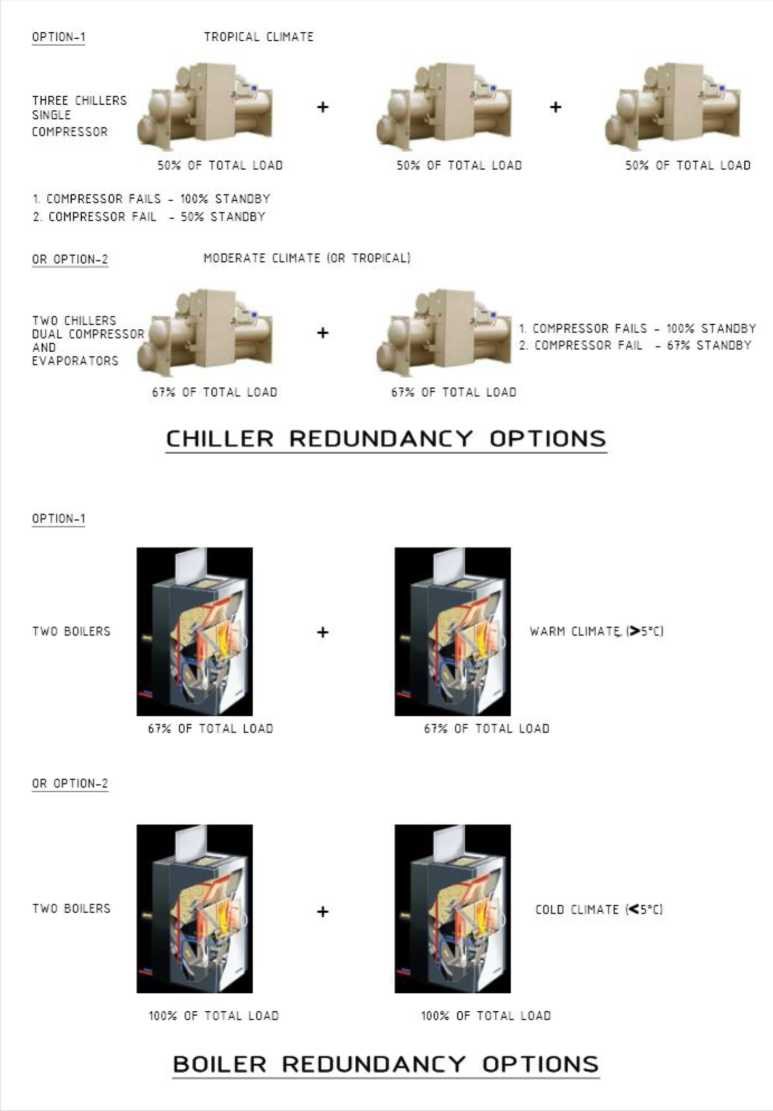 OPTION-1
TROPICAL CLIMATE
THREE CHILLERS
SINGLE
COMPRESSOR
+
+
50% OF TOTAL LOAD
50% OF TOTAL LOAD
50% OF TOTAL LOAD
1. COMPRESSOR FAILS - 100% STANDBY
2. COMPRESSOR FAIL - 50% STANDBY
OR OPTION-2
MODERATE CLIMATE (OR TROPICAL)
TWO CHILLERS
DUAL COMPRESSOR
AND
EVAPORATORS
+
1. COMPRESSOR FAILS - 100% STANDBY
2. COMPRESSOR FAIL - 67% STANDBY
67% OF TOTAL LOAD
67% OF TOTAL LOAD
CHILLER REDUNDANCY OPTIONS
OPTION-1
TWO BOILERS
+
WARM CLIMATE, (>5°C)
67% OF TOTAL LOAD
67% OF TOTAL LOAD
OR OPTION-2
TWO BOILERS
+
COLD CLIMATE (<5°C)
100% OF TOTAL LOAD
100% OF TOTAL LOAD
BOILER REDUNDANCY OPTIONS